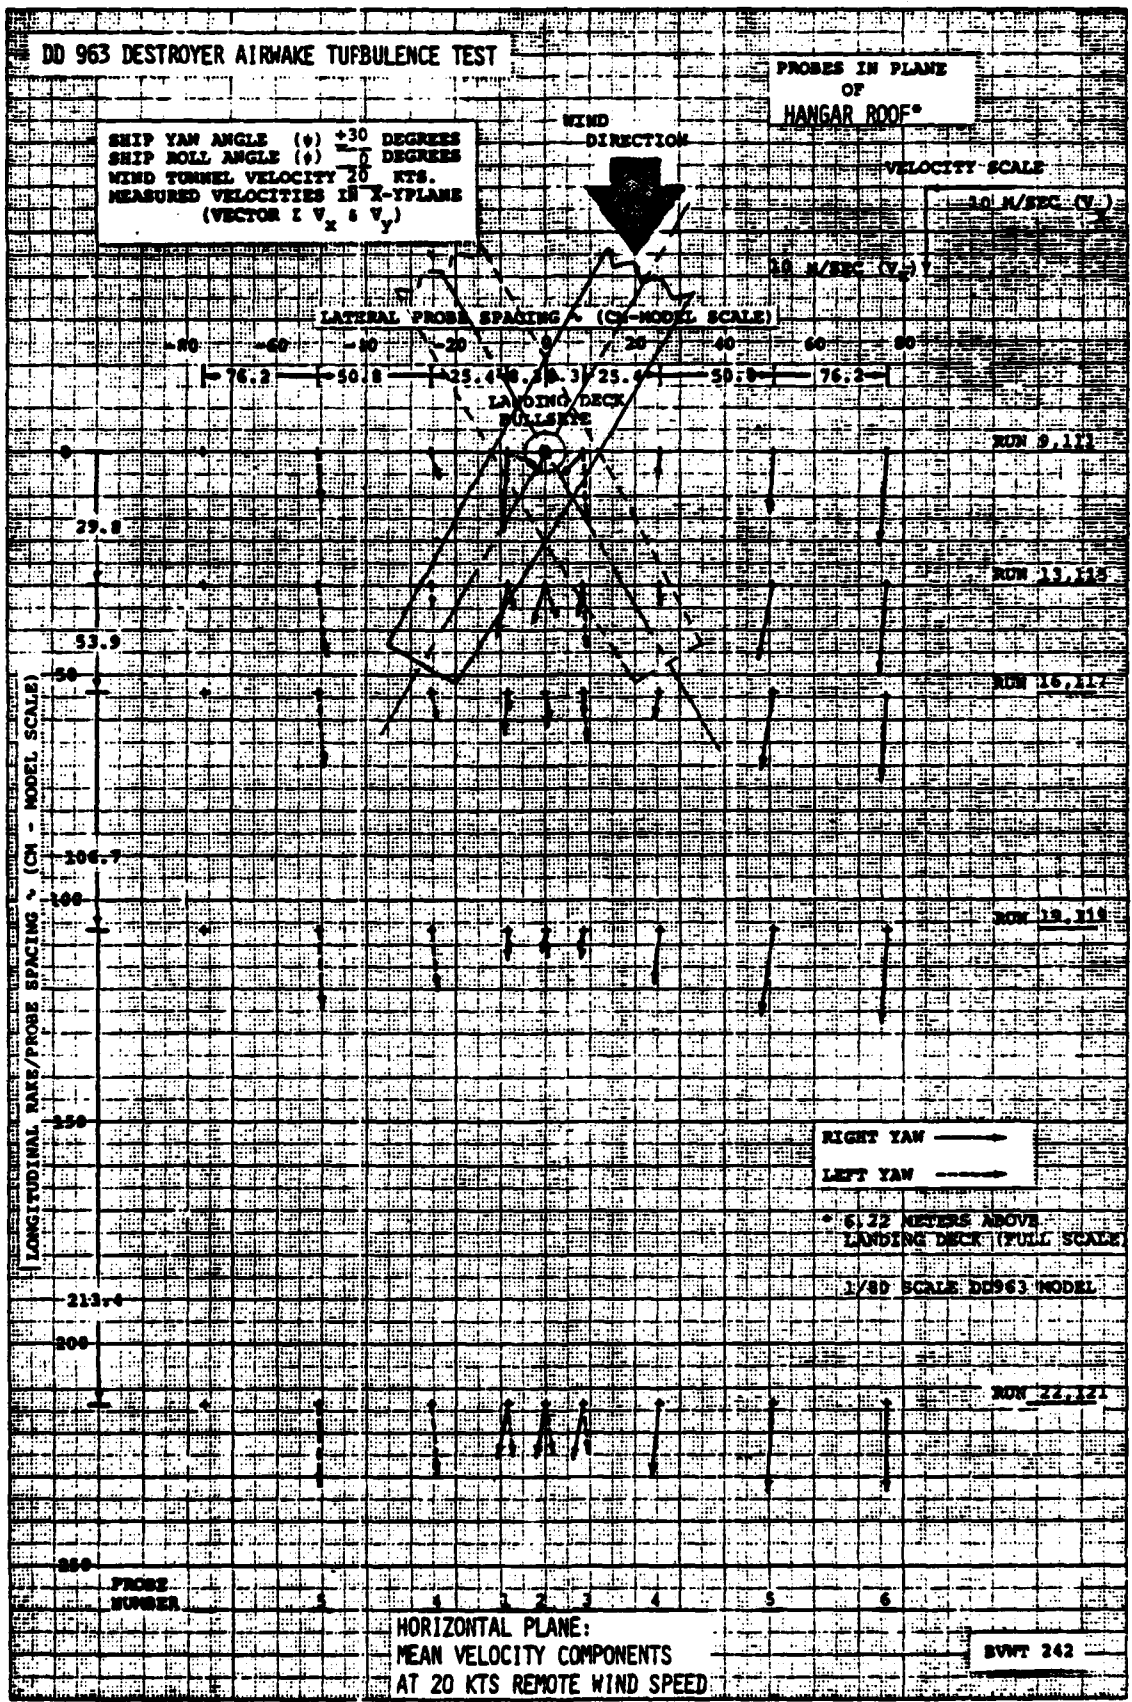 DD 963 DESTROYER AIRWAKE TURBULENCE TEST
PROBES IN PLANE
OF
HANGAR ROOF*
SHIP YAW ANGLE (ψ) +30 DEGREES
SHIP ROLL ANGLE (φ) 0 DEGREES
WIND TUNNEL VELOCITY 20 KTS.
MEASURED VELOCITIES IN X-YPLANE
(VECTOR Σ Vx & Vy)
WIND
DIRECTION
VELOCITY SCALE
10 M/SEC (V
10 M/SEC (V
LATERAL PROBE SPACING ~ (CM-MODEL SCALE)
-80 -60 -40 -20 0 20 40 60 80
76.2 50.8 25.4 8.3 8.3 25.4 50.8 76.2
LANDING DECK
BULLSEYE
0
RUN 9,111
29.8
RUN 13,115
53.9
50
RUN 16,117
106.7
100
RUN 19,119
150
RIGHT YAW
LEFT YAW
* 6.22 METERS ABOVE
LANDING DECK (FULL SCALE)
1/80 SCALE DD963 MODEL
213.4
200
RUN 22,121
250
LONGITUDINAL RAKE/PROBE SPACING ~ (CM - MODEL SCALE)
PROBE
NUMBER
5 4 1 2 3 4 5 6
HORIZONTAL PLANE:
MEAN VELOCITY COMPONENTS
AT 20 KTS REMOTE WIND SPEED
BVWT 242